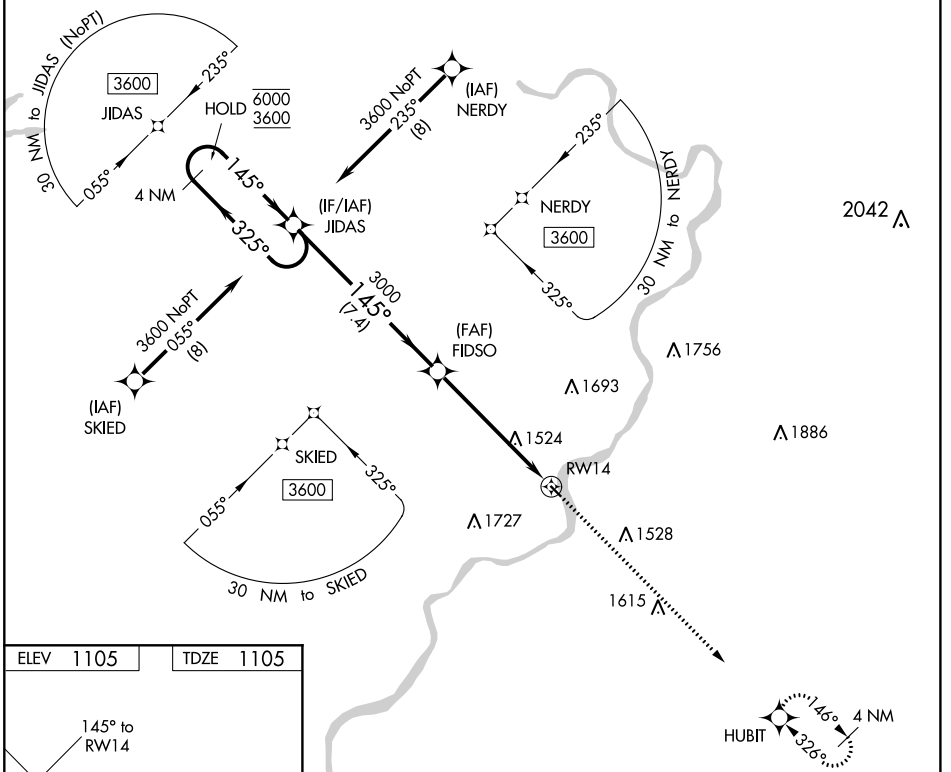 30 NM to JIDAS (NoPT)
3600
JIDAS
235°
055°
HOLD
6000
3600
4 NM
145°
325°
(IF/IAF)
JIDAS
3600 NoPT
235°
(8)
(IAF)
NERDY
235°
NERDY
3600
325°
30 NM to NERDY
2042
3600 NoPT
055°
(8)
(IAF)
SKIED
3000
145°
(7.4)
(FAF)
FIDSO
1756
1693
1886
1524
RW14
SKIED
3600
055°
325°
30 NM to SKIED
1727
1528
1615
ELEV 1105
TDZE 1105
145° to
RW14
HUBIT
146°
326°
4 NM